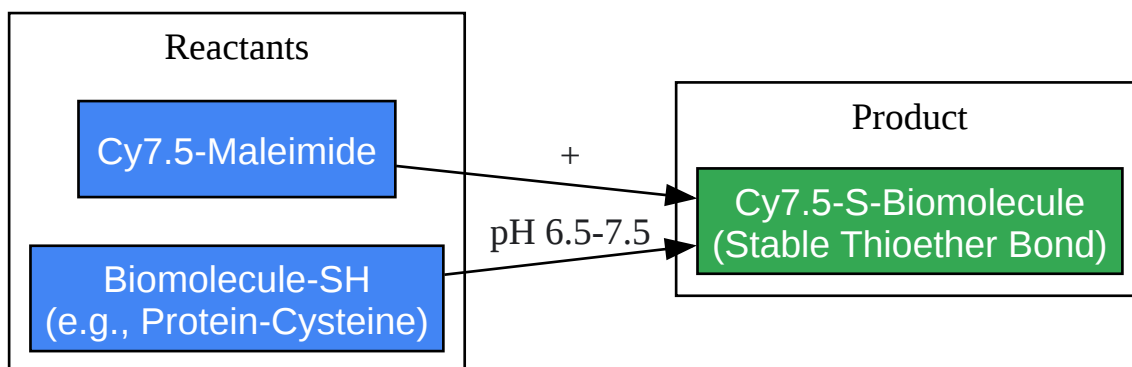 Reactants
Cy7.5-Maleimide
Biomolecule-SH
(e.g., Protein-Cysteine)
+
pH 6.5-7.5
Product
Cy7.5-S-Biomolecule
(Stable Thioether Bond)